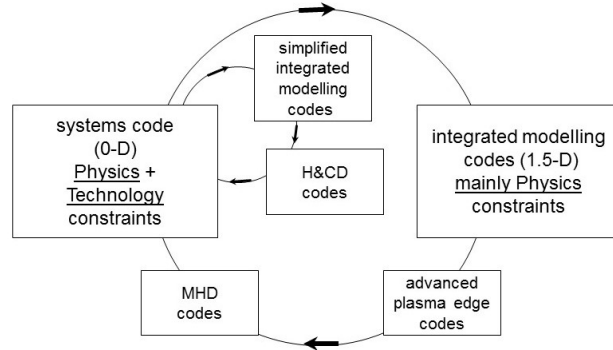 simplified
integrated
modelling
codes
systems code
(0-D)
Physics +
Technology
constraints
H&CD
codes
integrated modelling
codes (1.5-D)
mainly Physics
constraints
MHD
codes
advanced
plasma edge
codes